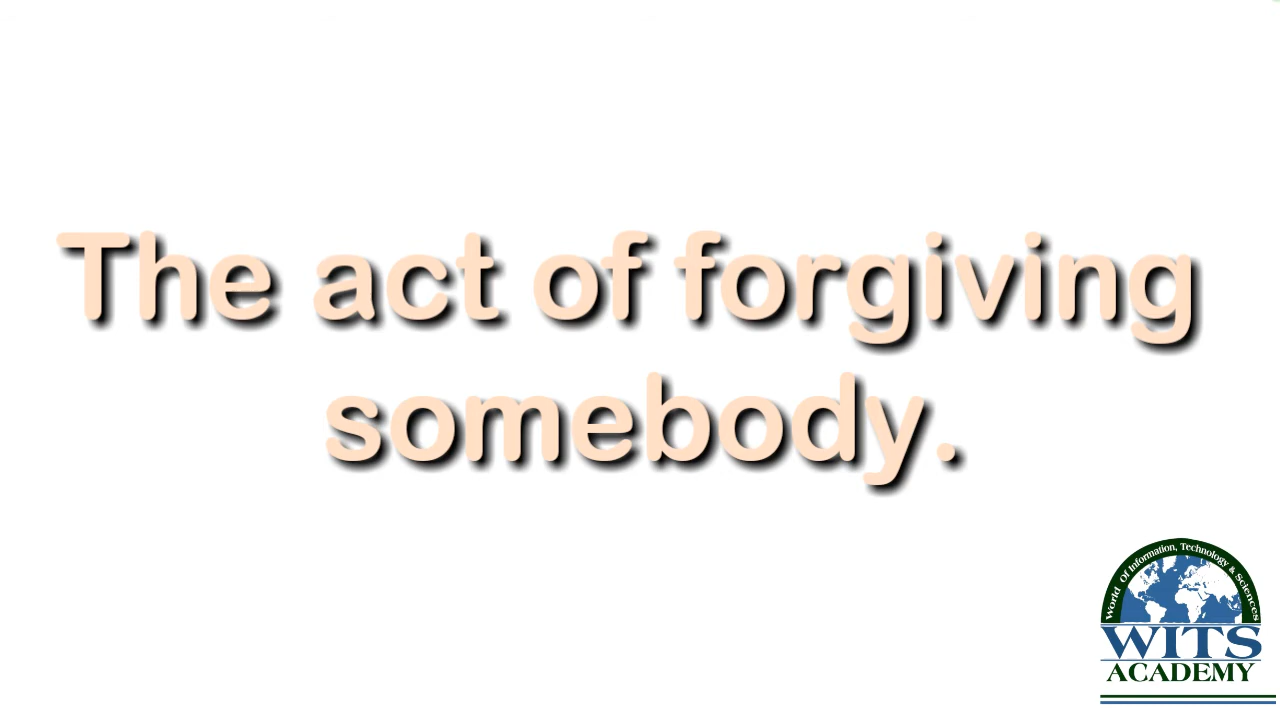 The act of forgiving
somebody.
World Of Information, Technology & Sciences
WITS
ACADEMY